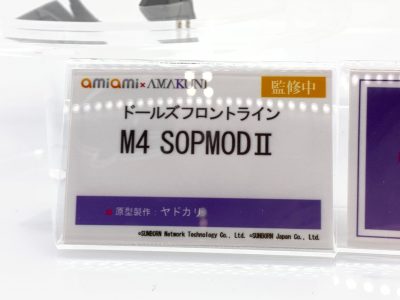 amiami×AMAKUNI 監修中
ドールズフロントライン
M4 SOPMODⅡ
■原型製作：ヤドカリ
©SUNBORN Network Technology Co., Ltd. ©SUNBORN Japan Co., Ltd.